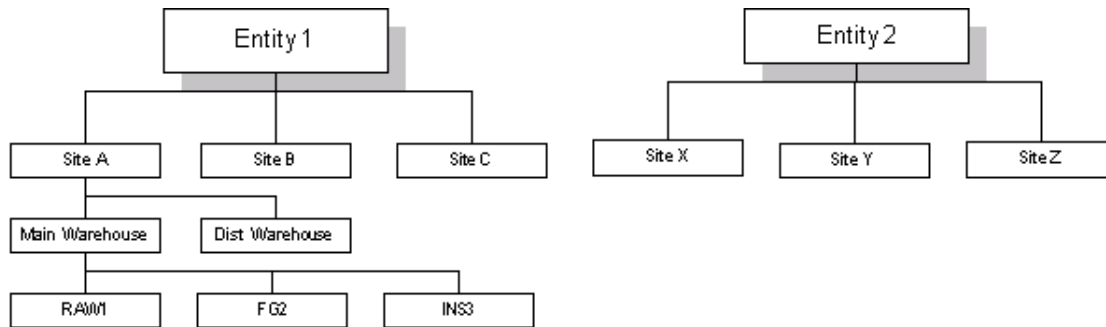 Entity 1
Entity 2
Site A
Site B
Site C
Site X
Site Y
Site Z
Main Warehouse
Dist Warehouse
RAW1
FG2
INS3